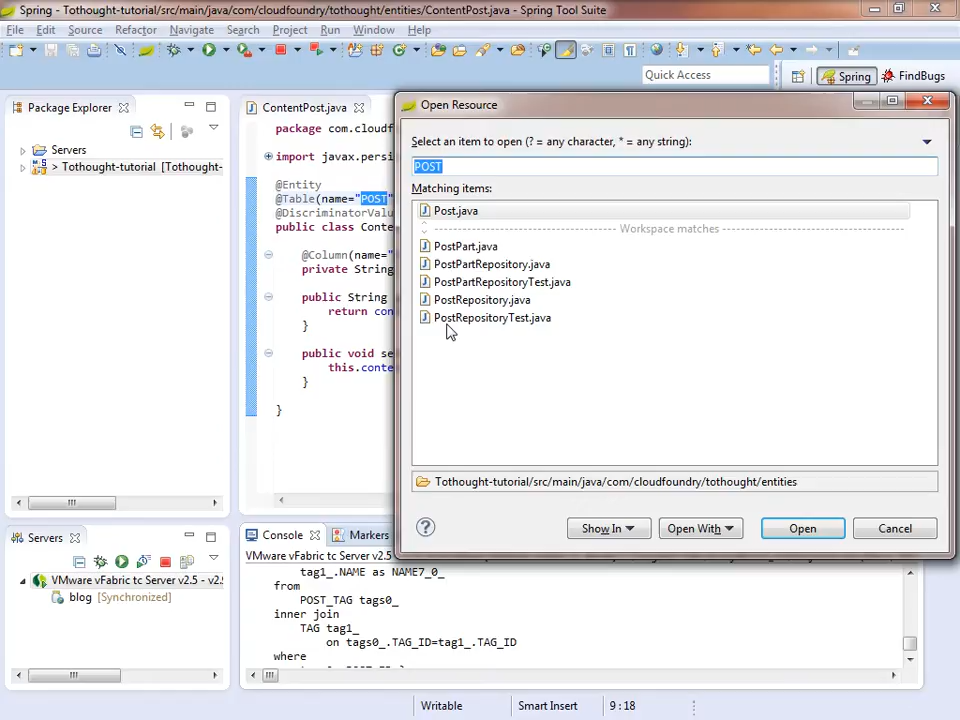 Spring - Tothought-tutorial/src/main/java/com/cloudfoundry/tothought/entities/ContentPost.java - Spring Tool Suite
File Edit Source Refactor Navigate Search Project Run Window Help
Quick Access
Spring
FindBugs
Package Explorer
Servers
> Tothought-tutorial [Tothought-
ContentPost.java
package com.cloudf
import javax.persi
@Entity
@Table(name="POST"
@DiscriminatorValu
public class Conte
@Column(name="
private String
public String
return con
}
public void se
this.conte
}
}
Open Resource
Select an item to open (? = any character, * = any string):
POST
Matching items:
Post.java
Workspace matches
PostPart.java
PostPartRepository.java
PostPartRepositoryTest.java
PostRepository.java
PostRepositoryTest.java
Tothought-tutorial/src/main/java/com/cloudfoundry/tothought/entities
Show In
Open With
Open
Cancel
Servers
VMware vFabric tc Server v2.5 - v2.
blog [Synchronized]
Console
Markers
VMware vFabric tc Server v2.5
tag1_.NAME as NAME7_0_
from
POST_TAG tags0_
inner join
TAG tag1_
on tags0_.TAG_ID=tag1_.TAG_ID
where
Writable
Smart Insert
9 : 18